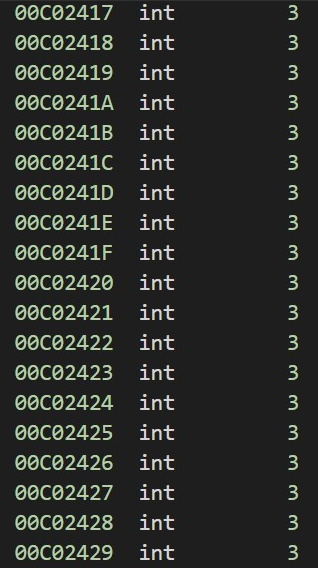 00C02417 int 3
00C02418 int 3
00C02419 int 3
00C0241A int 3
00C0241B int 3
00C0241C int 3
00C0241D int 3
00C0241E int 3
00C0241F int 3
00C02420 int 3
00C02421 int 3
00C02422 int 3
00C02423 int 3
00C02424 int 3
00C02425 int 3
00C02426 int 3
00C02427 int 3
00C02428 int 3
00C02429 int 3